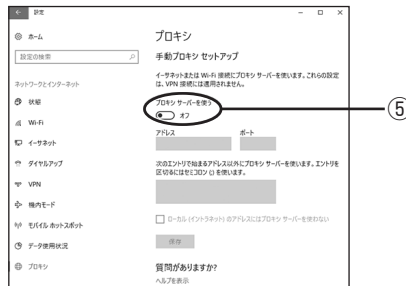 設定
ホーム
設定の検索
ネットワークとインターネット
状態
Wi-Fi
イーサネット
ダイヤルアップ
VPN
機内モード
モバイル ホットスポット
データ使用状況
プロキシ
プロキシ
手動プロキシ セットアップ
イーサネットまたは Wi-Fi 接続にプロキシ サーバーを使います。これらの設定
は、VPN 接続には適用されません。
プロキシ サーバーを使う
オフ
⑤
アドレス
ポート
次のエントリで始まるアドレス以外にプロキシ サーバーを使います。エントリを
区切るにはセミコロン (;) を使います。
ローカル (イントラネット) のアドレスにはプロキシ サーバーを使わない
保存
質問がありますか?
ヘルプを表示